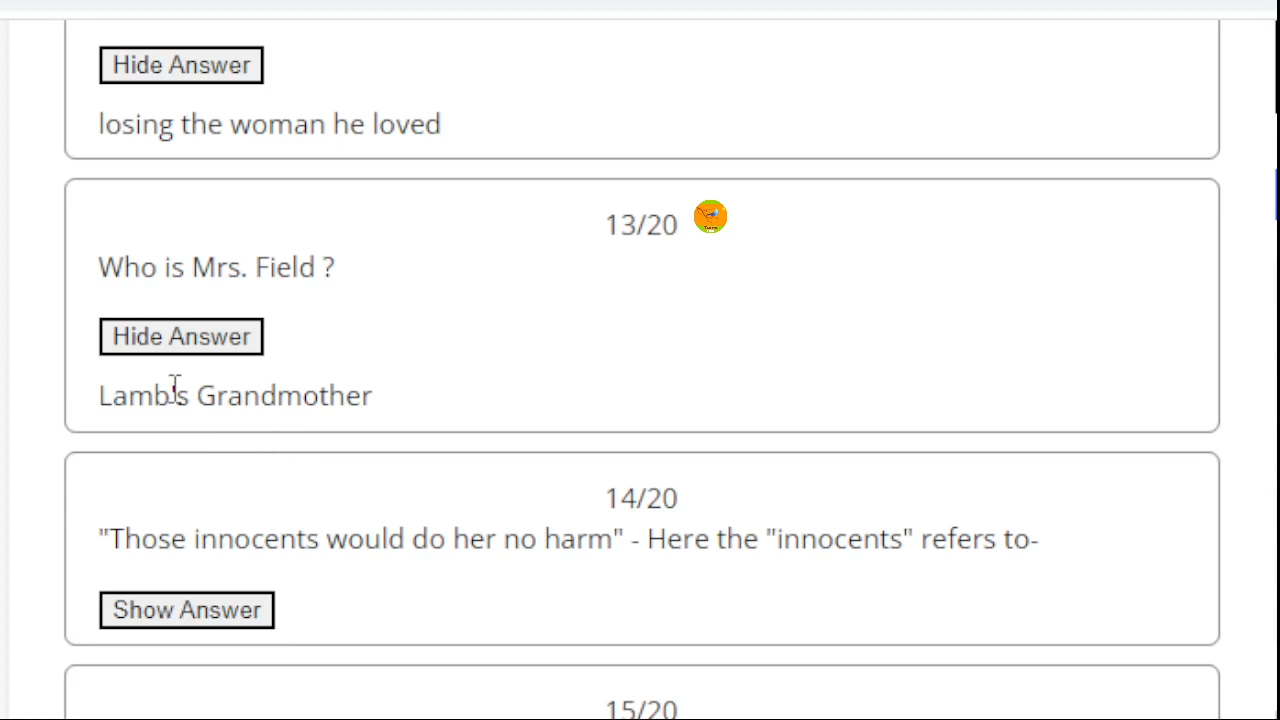 Hide Answer
losing the woman he loved
13/20
Who is Mrs. Field ?
Hide Answer
Lamb's Grandmother
14/20
"Those innocents would do her no harm" - Here the "innocents" refers to-
Show Answer
15/20